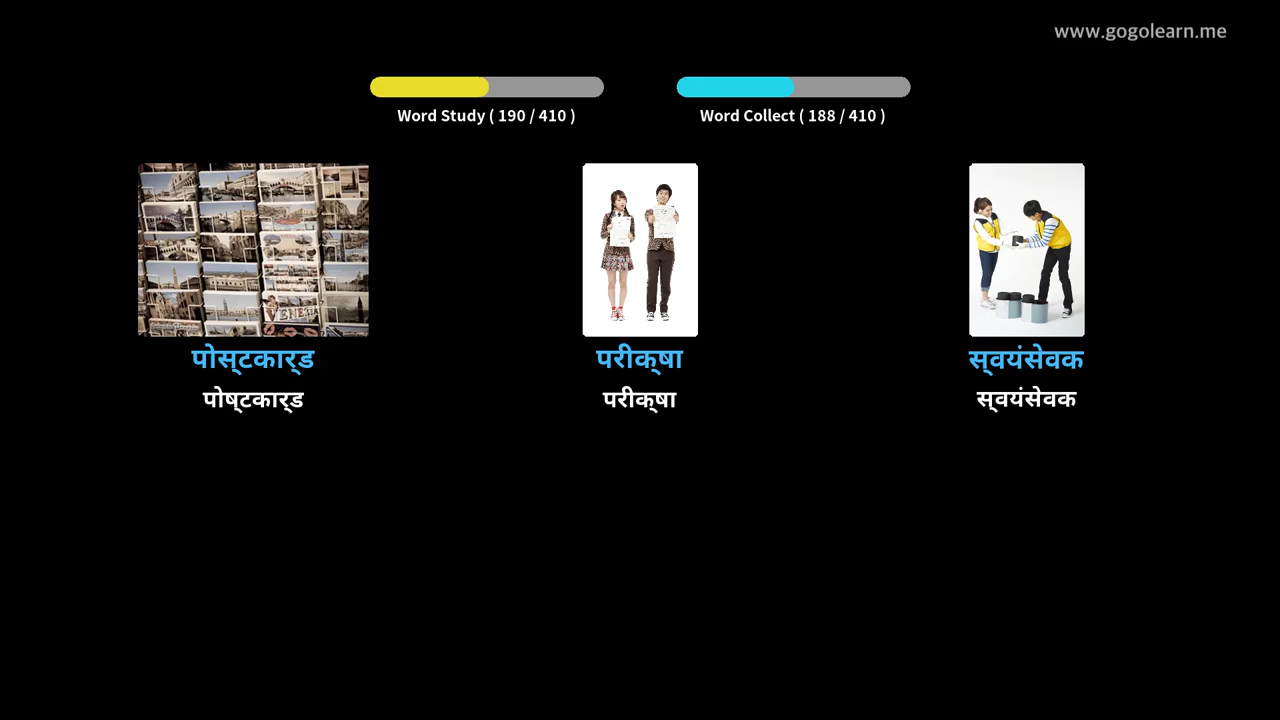 www.gogolearn.me
Word Study ( 190 / 410 )
Word Collect ( 188 / 410 )
पोस्टकार्ड
परीक्षा
स्वयंसेवक
पोष्टकार्ड
परीक्षा
स्वयंसेवक